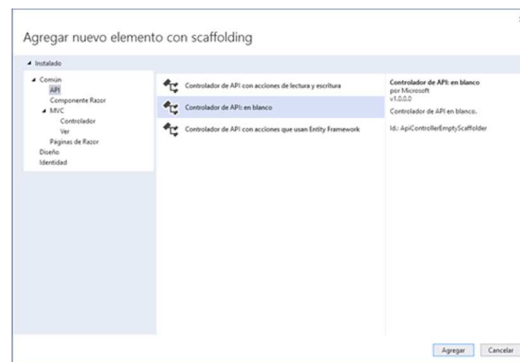 Agregar nuevo elemento con scaffolding
Instalado
Común
API
Componente Razor
MVC
Controlador
Ver
Páginas de Razor
Diseño
Identidad
Controlador de API con acciones de lectura y escritura
Controlador de API: en blanco
Controlador de API con acciones que usan Entity Framework
Controlador de API: en blanco
por Microsoft
v1.0.0.0
Controlador de API en blanco.
Id.: ApiControllerEmptyScaffolder
Agregar
Cancelar